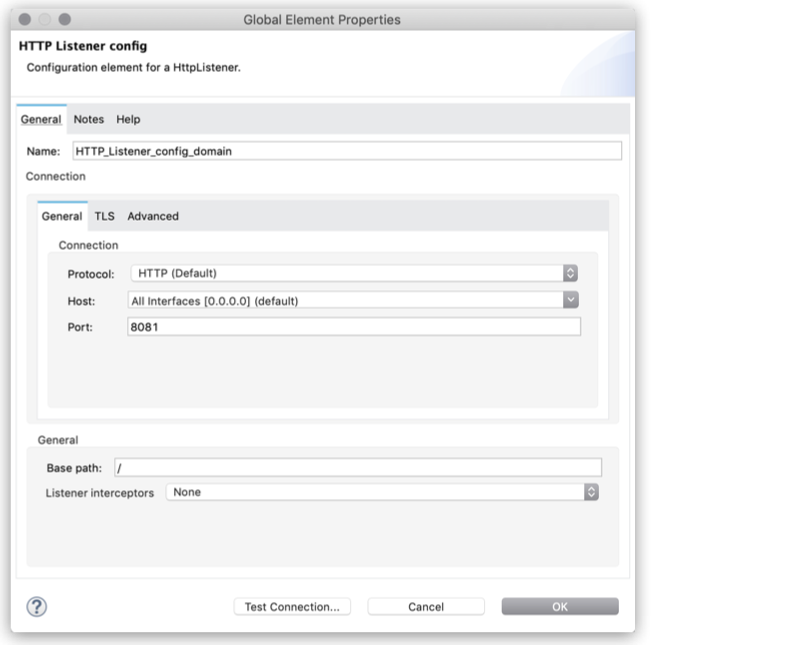 Global Element Properties
HTTP Listener config
Configuration element for a HttpListener.
General Notes Help
Name: HTTP_Listener_config_domain
Connection
General TLS Advanced
Connection
Protocol: HTTP (Default)
Host: All Interfaces [0.0.0.0] (default)
Port: 8081
General
Base path: /
Listener interceptors None
? Test Connection... Cancel OK